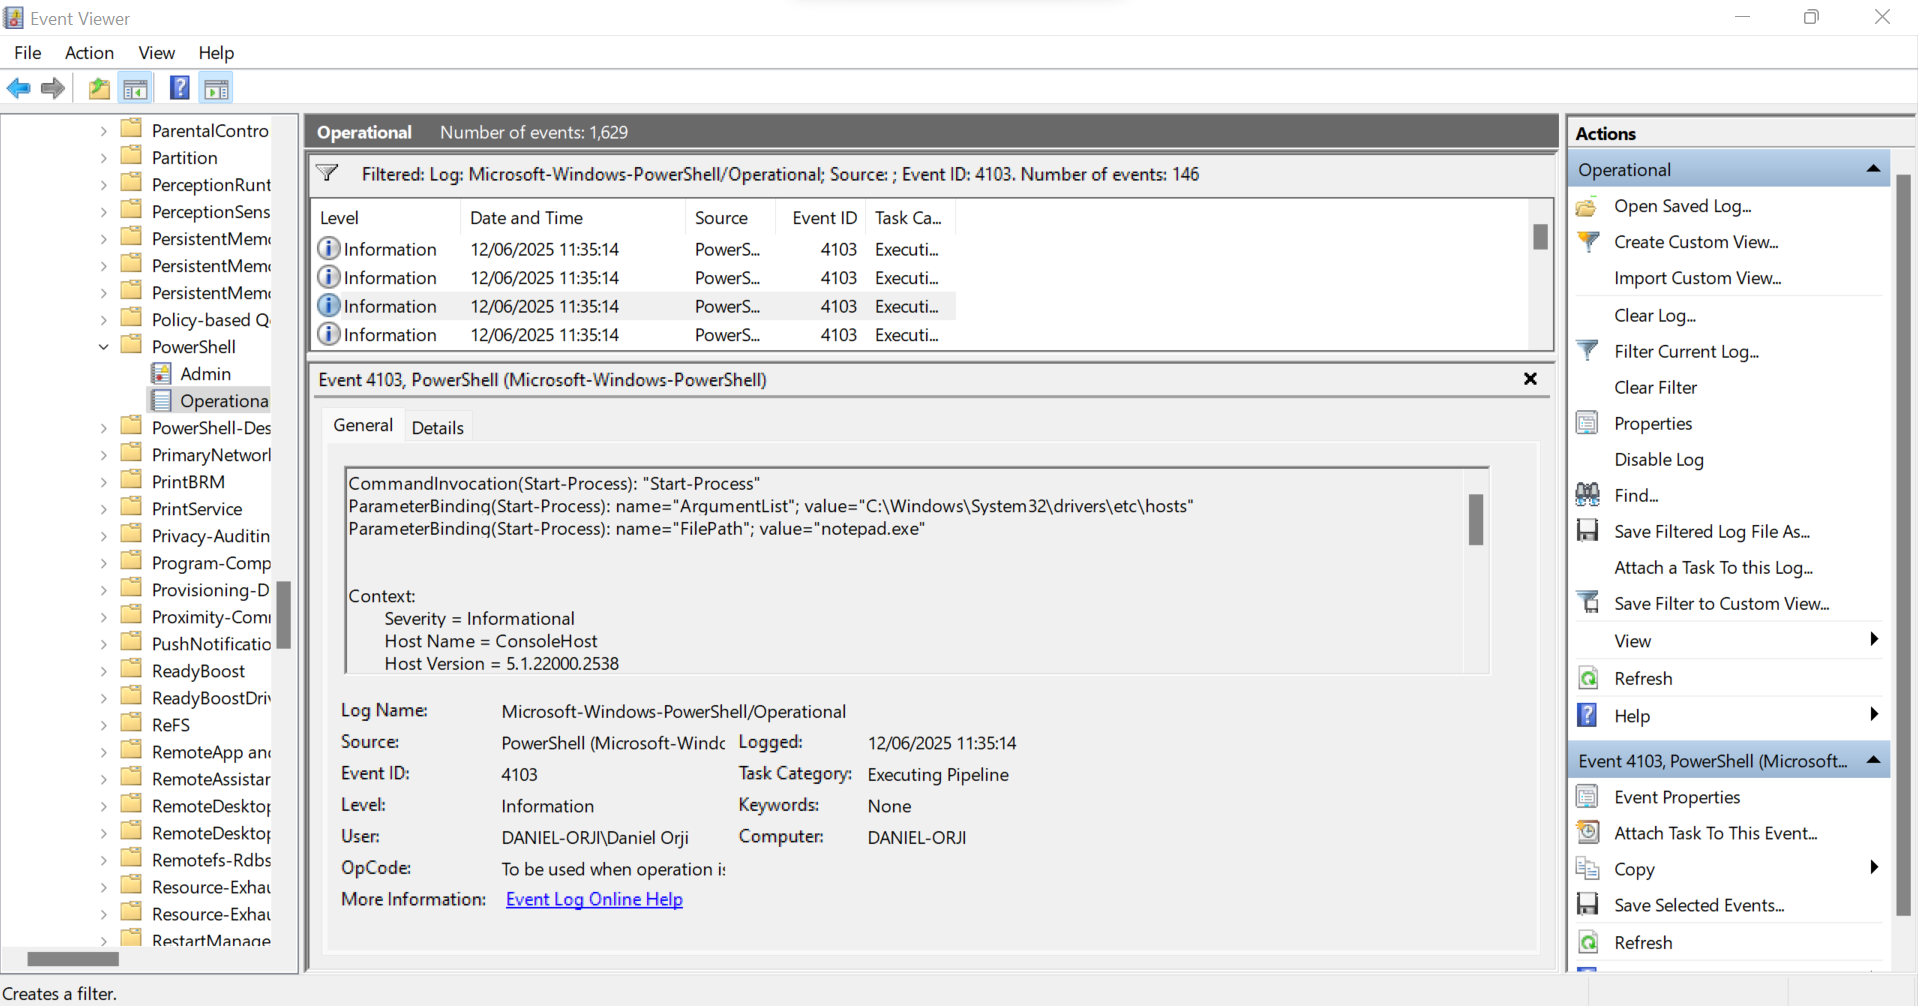 Event Viewer
File Action View Help
ParentalContro
Partition
PerceptionRunt
PerceptionSens
PersistentMem
PersistentMem
PersistentMem
Policy-based Q
PowerShell
Admin
Operationa
PowerShell-Des
PrimaryNetworl
PrintBRM
PrintService
Privacy-Auditin
Program-Comp
Provisioning-D
Proximity-Com
PushNotificatio
ReadyBoost
ReadyBoostDri
ReFS
RemoteApp an
RemoteAssistar
RemoteDesktop
RemoteDesktop
Remotefs-Rdbs
Resource-Exhau
Resource-Exhau
RestartManage
Operational Number of events: 1,629
Filtered: Log: Microsoft-Windows-PowerShell/Operational; Source: ; Event ID: 4103. Number of events: 146
Level Date and Time Source Event ID Task Ca...
Information 12/06/2025 11:35:14 PowerS... 4103 Executi...
Information 12/06/2025 11:35:14 PowerS... 4103 Executi...
Information 12/06/2025 11:35:14 PowerS... 4103 Executi...
Information 12/06/2025 11:35:14 PowerS... 4103 Executi...
Event 4103, PowerShell (Microsoft-Windows-PowerShell)
General Details
CommandInvocation(Start-Process): "Start-Process"
ParameterBinding(Start-Process): name="ArgumentList"; value="C:\Windows\System32\drivers\etc\hosts"
ParameterBinding(Start-Process): name="FilePath"; value="notepad.exe"
Context:
Severity = Informational
Host Name = ConsoleHost
Host Version = 5.1.22000.2538
Log Name: Microsoft-Windows-PowerShell/Operational
Source: PowerShell (Microsoft-Windc Logged: 12/06/2025 11:35:14
Event ID: 4103 Task Category: Executing Pipeline
Level: Information Keywords: None
User: DANIEL-ORJI\Daniel Orji Computer: DANIEL-ORJI
OpCode: To be used when operation is
More Information: Event Log Online Help
Actions
Operational
Open Saved Log...
Create Custom View...
Import Custom View...
Clear Log...
Filter Current Log...
Clear Filter
Properties
Disable Log
Find...
Save Filtered Log File As...
Attach a Task To this Log...
Save Filter to Custom View...
View
Refresh
Help
Event 4103, PowerShell (Microsoft...
Event Properties
Attach Task To This Event...
Copy
Save Selected Events...
Refresh
Creates a filter.